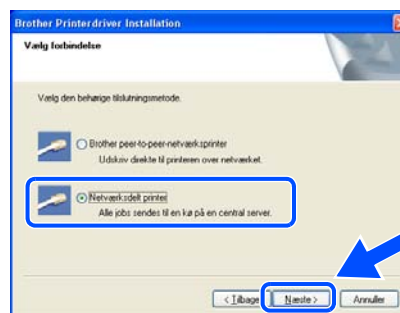 Brother Printerdriver Installation
Vælg forbindelse
Vælg den behørige tilslutningsmetode.
Brother peer-to-peer-netværksprinter
Udskriv direkte til printeren over netværket.
Netværksdelt printer
Alle jobs sendes til en kø på en central server.
< Tilbage
Næste >
Annuller